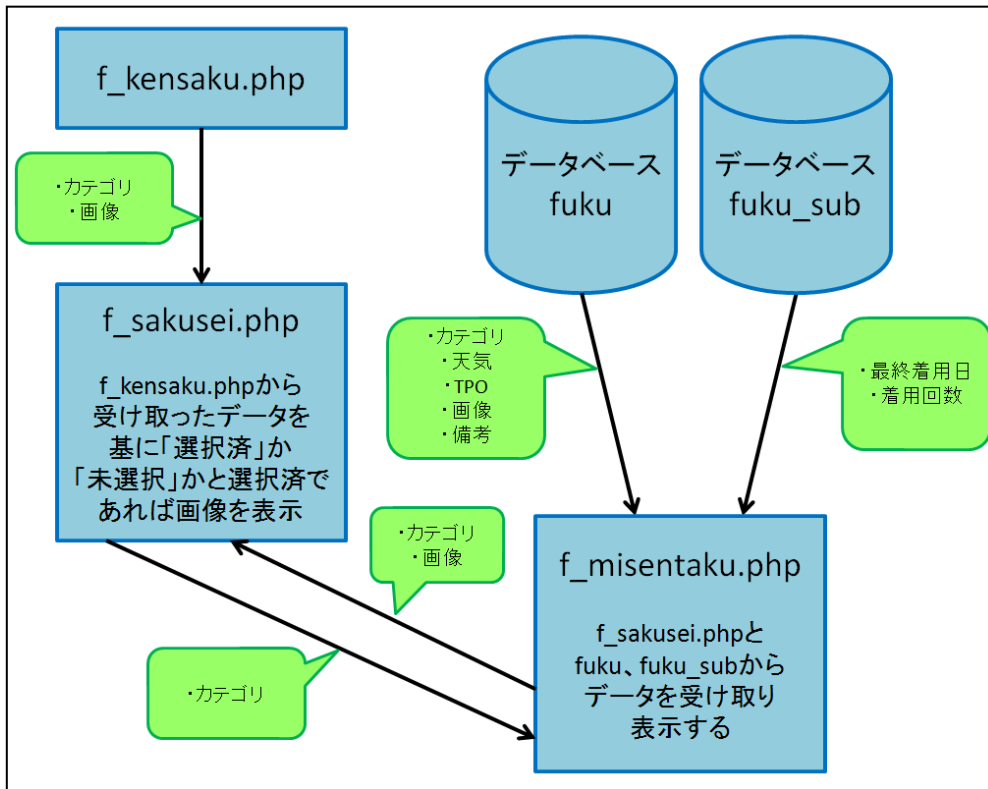 f_kensaku.php
・カテゴリ
・画像
f_sakusei.php
f_kensaku.phpから
受け取ったデータを
基に「選択済」か
「未選択」かと選択済で
あれば画像を表示
データベース
fuku
データベース
fuku_sub
・カテゴリ
・天気
・TPO
・画像
・備考
・最終着用日
・着用回数
・カテゴリ
・画像
・カテゴリ
f_misentaku.php
f_sakusei.phpと
fuku、fuku_subから
データを受け取り
表示する